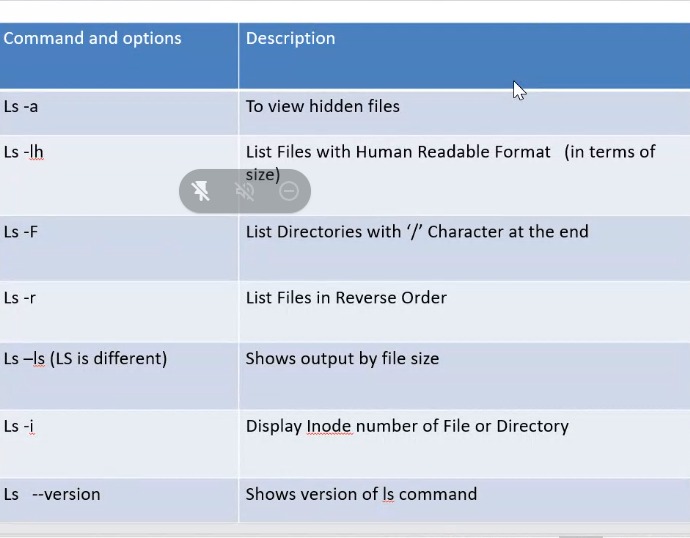 Command and options Description
Ls -a To view hidden files
Ls -lh List Files with Human Readable Format (in terms of
size)
Ls -F List Directories with ‘/’ Character at the end
Ls -r List Files in Reverse Order
Ls –ls (LS is different) Shows output by file size
Ls -i Display Inode number of File or Directory
Ls --version Shows version of ls command